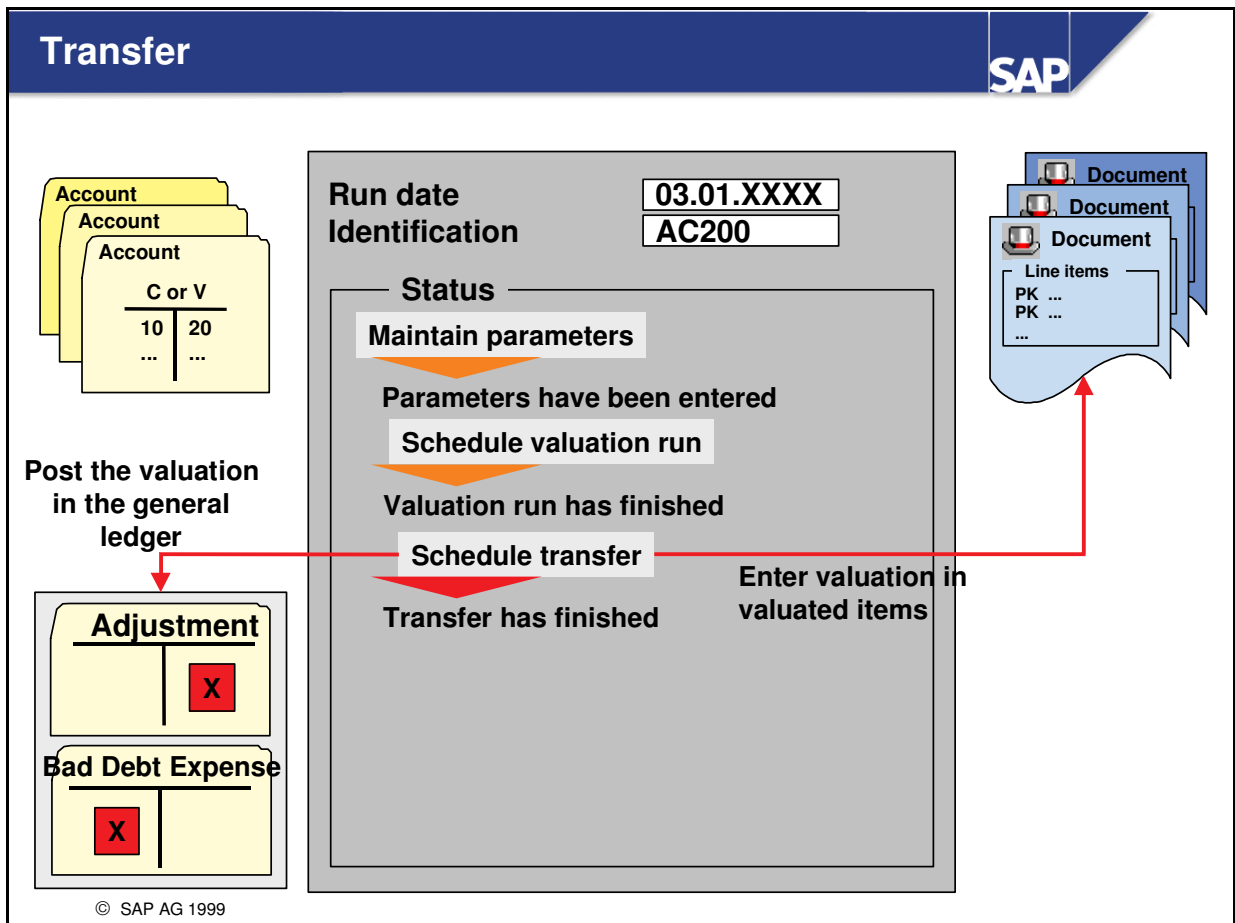 Transfer
SAP
Account
Account
Account
C or V
10 20
... ...
Run date 03.01.XXXX
Identification AC200
Status
Maintain parameters
Parameters have been entered
Schedule valuation run
Valuation run has finished
Schedule transfer
Transfer has finished
Document
Document
Document
Line items
PK ...
PK ...
...
Post the valuation
in the general
ledger
Enter valuation in
valuated items
Adjustment
X
Bad Debt Expense
X
© SAP AG 1999